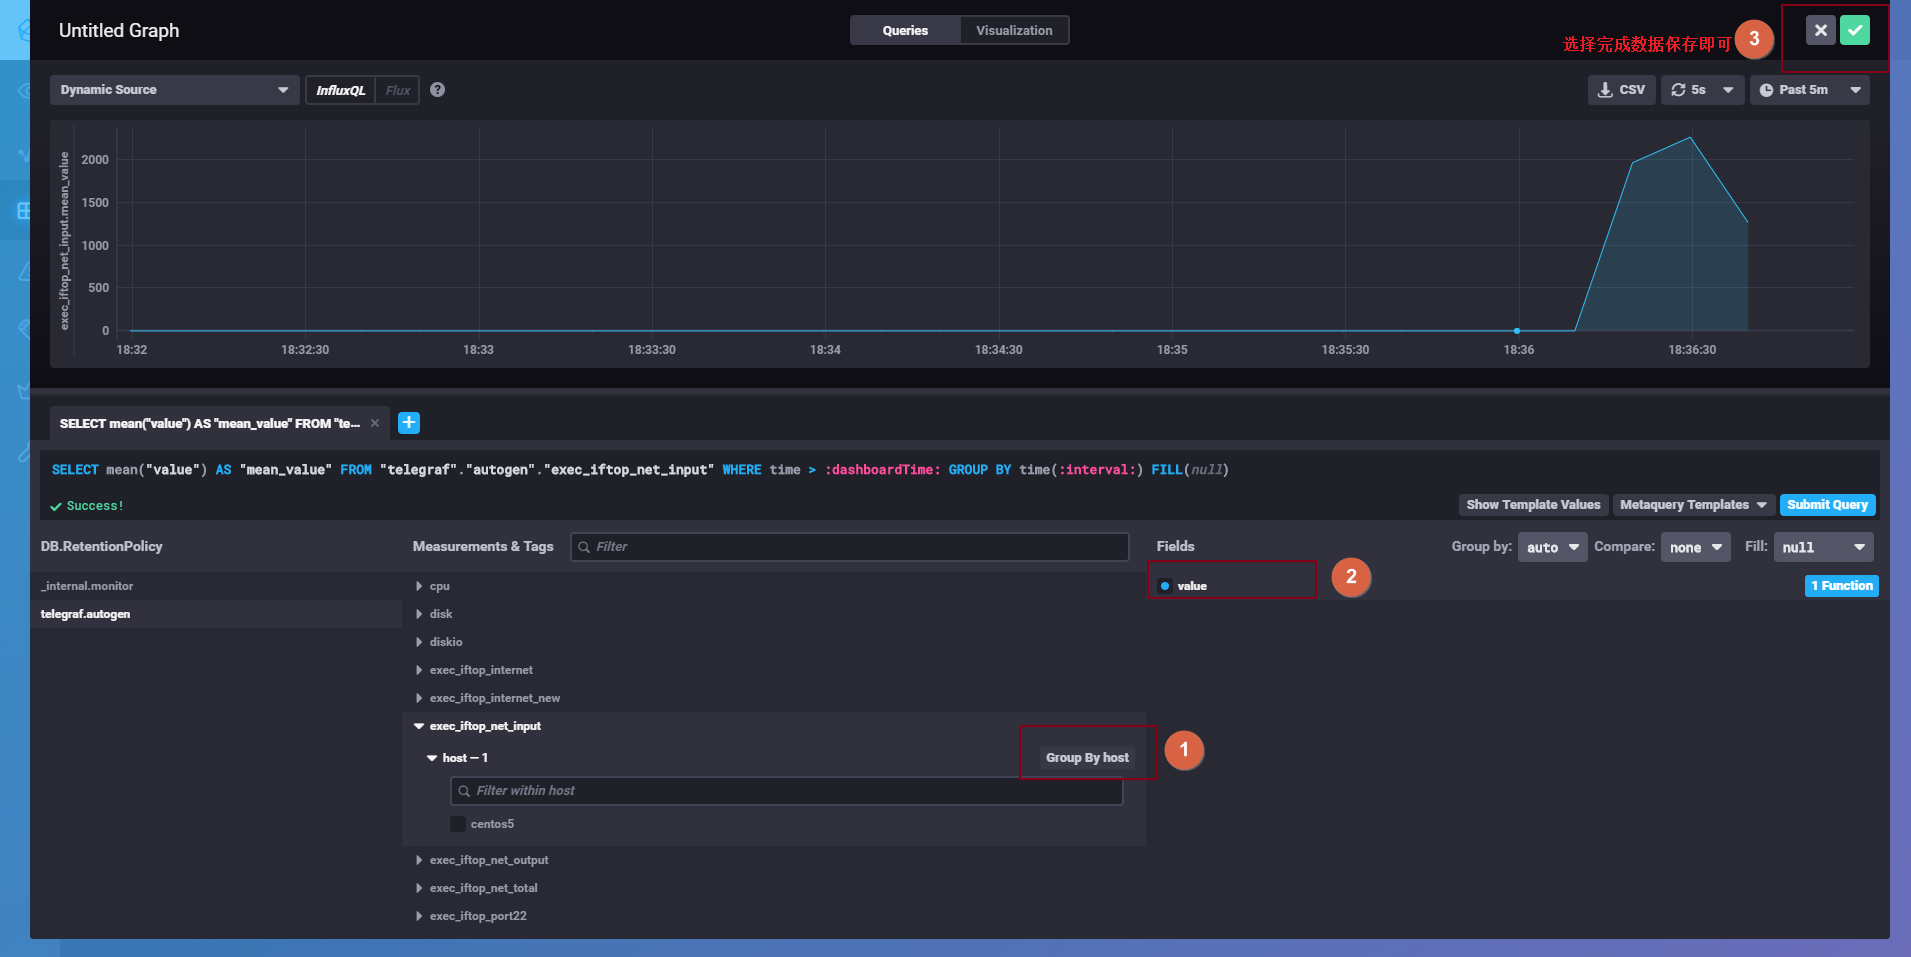 Untitled Graph
Queries
Visualization
选择完成数据保存即可
3
Dynamic Source
InfluxQL
Flux
?
CSV
5s
Past 5m
exec_iftop_net_input.mean_value
2000
1500
1000
500
0
18:32
18:32:30
18:33
18:33:30
18:34
18:34:30
18:35
18:35:30
18:36
18:36:30
SELECT mean("value") AS "mean_value" FROM "te...
SELECT mean("value") AS "mean_value" FROM "telegraf"."autogen"."exec_iftop_net_input" WHERE time > :dashboardTime: GROUP BY time(:interval:) FILL(null)
Success!
Show Template Values
Metaquery Templates
Submit Query
DB.RetentionPolicy
Measurements & Tags
Filter
Fields
Group by: auto
Compare: none
Fill: null
_internal.monitor
telegraf.autogen
cpu
disk
diskio
exec_iftop_internet
exec_iftop_internet_new
exec_iftop_net_input
host – 1
Group By host
1
Filter within host
centos5
exec_iftop_net_output
exec_iftop_net_total
exec_iftop_port22
value
2
1 Function